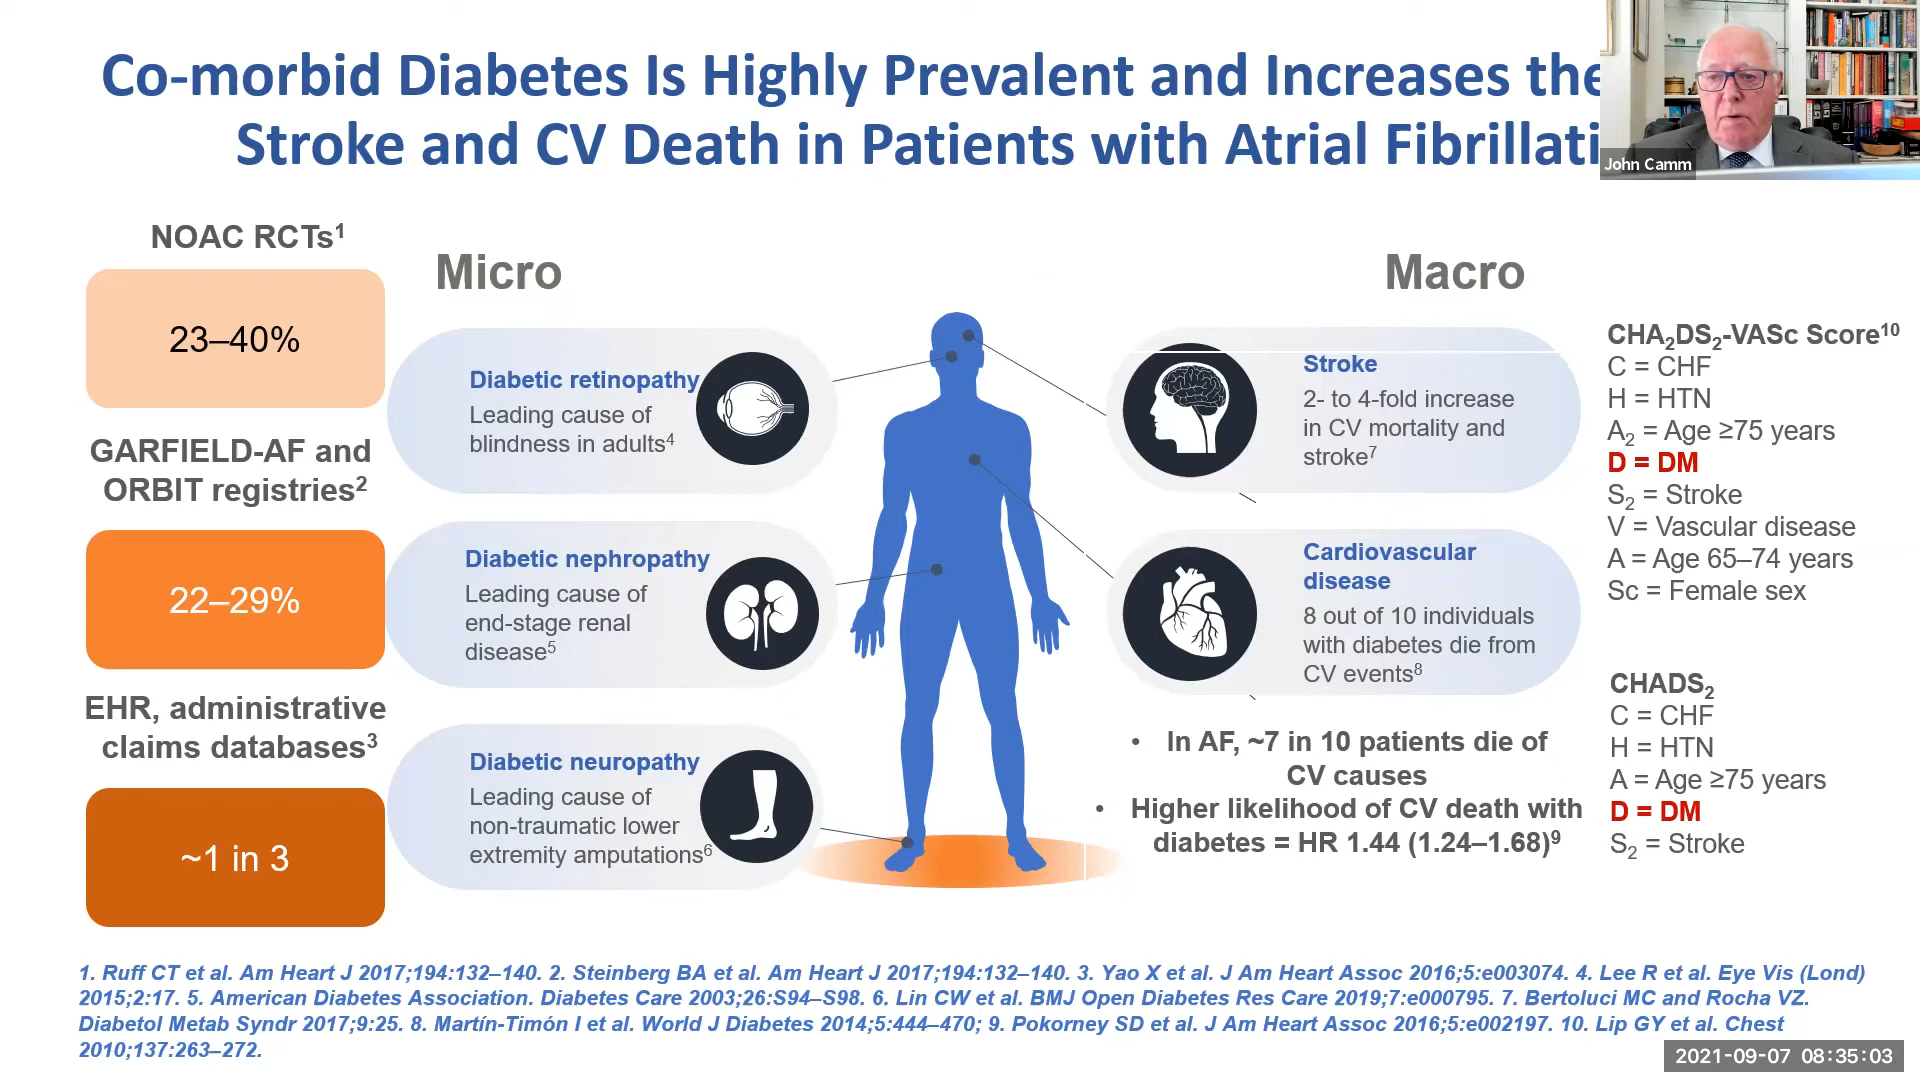 Co-morbid Diabetes Is Highly Prevalent and Increases the
Stroke and CV Death in Patients with Atrial Fibrillati
John Camm
NOAC RCTs¹
23–40%
GARFIELD-AF and
ORBIT registries²
22–29%
EHR, administrative
claims databases³
~1 in 3
Micro
Diabetic retinopathy
Leading cause of
blindness in adults⁴
Diabetic nephropathy
Leading cause of
end-stage renal
disease⁵
Diabetic neuropathy
Leading cause of
non-traumatic lower
extremity amputations⁶
Macro
Stroke
2- to 4-fold increase
in CV mortality and
stroke⁷
Cardiovascular
disease
8 out of 10 individuals
with diabetes die from
CV events⁸
• In AF, ~7 in 10 patients die of
CV causes
• Higher likelihood of CV death with
diabetes = HR 1.44 (1.24–1.68)⁹
CHA₂DS₂-VASc Score¹⁰
C = CHF
H = HTN
A₂ = Age ≥75 years
D = DM
S₂ = Stroke
V = Vascular disease
A = Age 65–74 years
Sc = Female sex
CHADS₂
C = CHF
H = HTN
A = Age ≥75 years
D = DM
S₂ = Stroke
1. Ruff CT et al. Am Heart J 2017;194:132–140. 2. Steinberg BA et al. Am Heart J 2017;194:132–140. 3. Yao X et al. J Am Heart Assoc 2016;5:e003074. 4. Lee R et al. Eye Vis (Lond)
2015;2:17. 5. American Diabetes Association. Diabetes Care 2003;26:S94–S98. 6. Lin CW et al. BMJ Open Diabetes Res Care 2019;7:e000795. 7. Bertoluci MC and Rocha VZ.
Diabetol Metab Syndr 2017;9:25. 8. Martín-Timón I et al. World J Diabetes 2014;5:444–470; 9. Pokorney SD et al. J Am Heart Assoc 2016;5:e002197. 10. Lip GY et al. Chest
2010;137:263–272.
2021-09-07 08:35:03